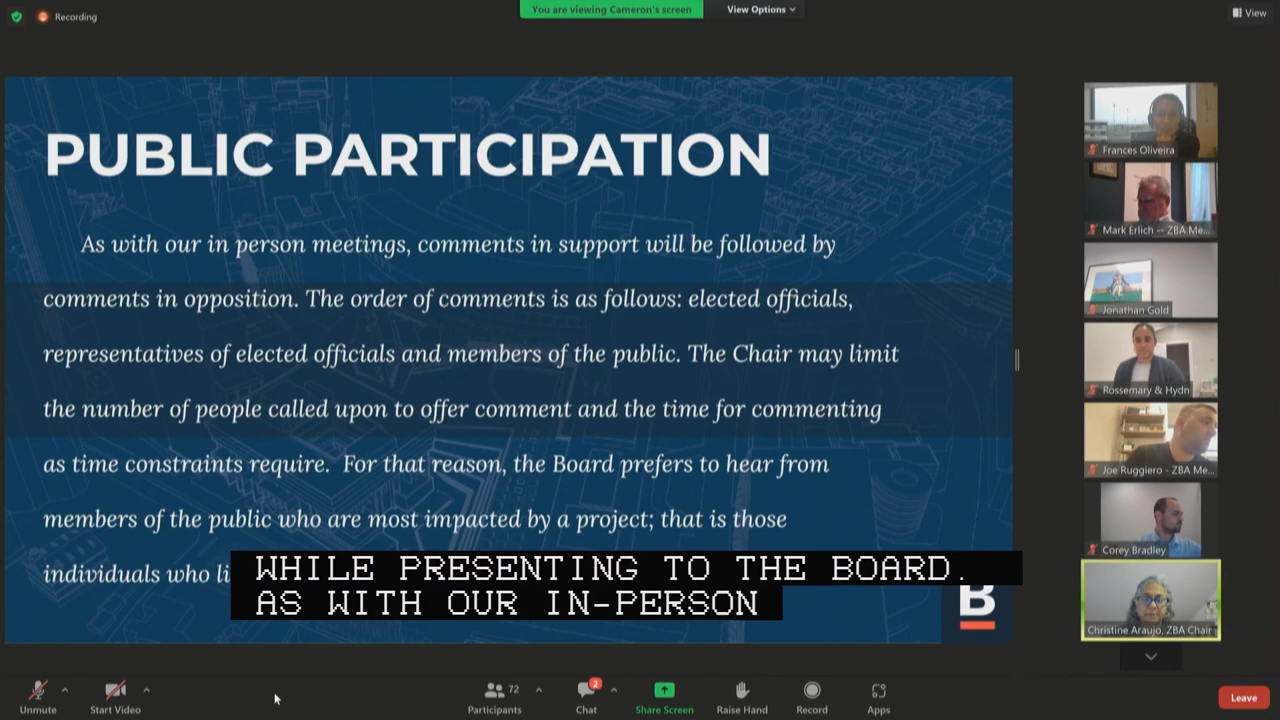 Recording
You are viewing Cameron's screen
View Options
View
PUBLIC PARTICIPATION
As with our in person meetings, comments in support will be followed by
comments in opposition. The order of comments is as follows: elected officials,
representatives of elected officials and members of the public. The Chair may limit
the number of people called upon to offer comment and the time for commenting
as time constraints require. For that reason, the Board prefers to hear from
members of the public who are most impacted by a project; that is those
individuals who li
WHILE PRESENTING TO THE BOARD.
AS WITH OUR IN-PERSON
B
Frances Oliveira
Mark Erlich -- ZBA Me...
Jonathan Gold
Rossemary & Hydn
Joe Ruggiero - ZBA Me...
Corey Bradley
Christine Araujo, ZBA Chair
Unmute
Start Video
Participants
72
Chat
2
Share Screen
Raise Hand
Record
Apps
Leave